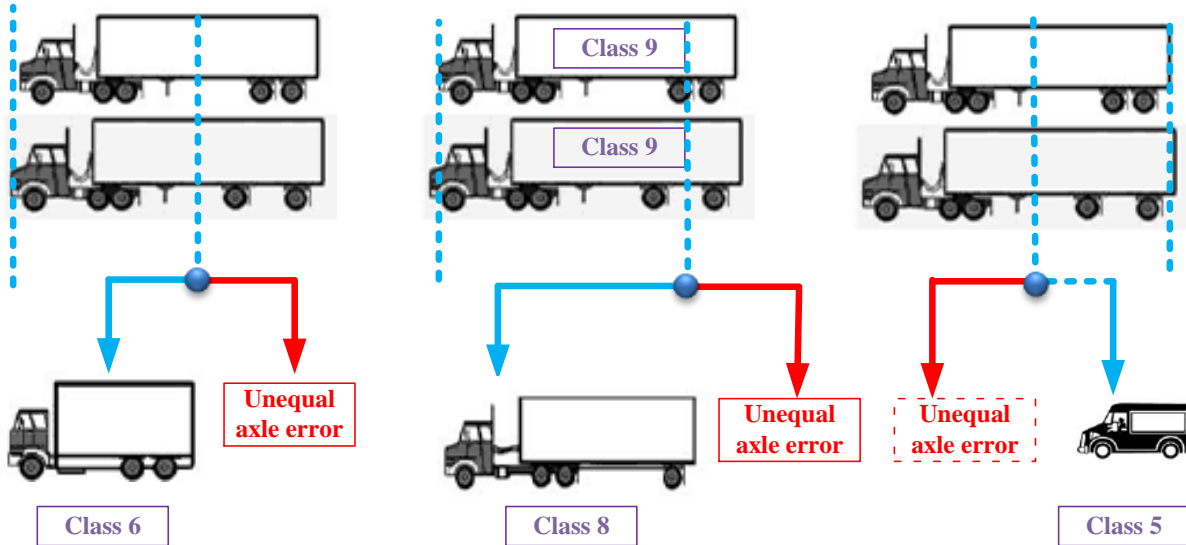 Class 9
Class 9
Unequal
axle error
Unequal
axle error
Unequal
axle error
Class 6
Class 8
Class 5